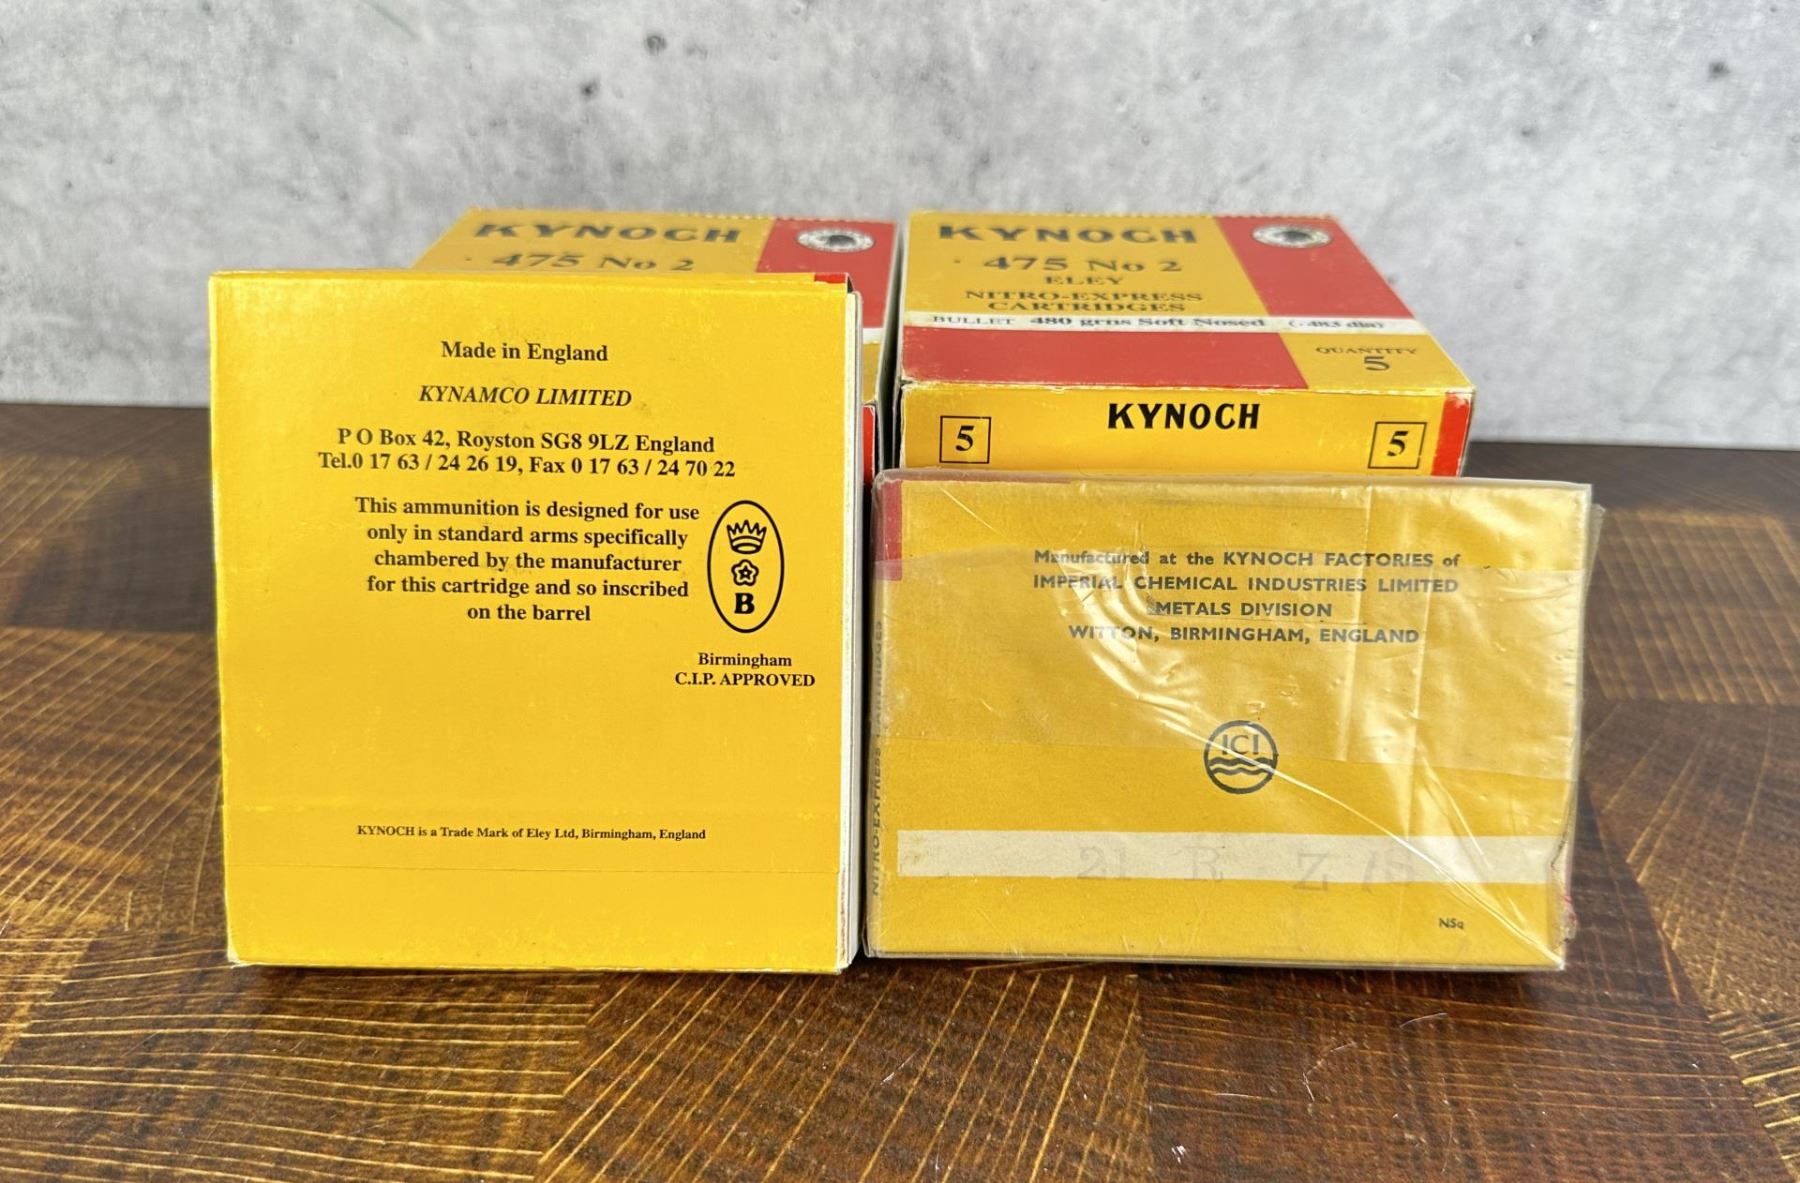 KYNOCH
475 No 2
KYNOCH
475 No 2
ELEY
NITRO-EXPRESS
CARTRIDGES
BULLET 480 grns Soft Nosed (.483 dia)
QUANTITY
5
5 KYNOCH 5
Made in England
KYNAMCO LIMITED
P O Box 42, Royston SG8 9LZ England
Tel.0 17 63 / 24 26 19, Fax 0 17 63 / 24 70 22
This ammunition is designed for use
only in standard arms specifically
chambered by the manufacturer
for this cartridge and so inscribed
on the barrel
B
Birmingham
C.I.P. APPROVED
KYNOCH is a Trade Mark of Eley Ltd, Birmingham, England
Manufactured at the KYNOCH FACTORIES of
IMPERIAL CHEMICAL INDUSTRIES LIMITED
METALS DIVISION
WITTON, BIRMINGHAM, ENGLAND
ICI
21 R Z
NSq
NITRO-EXPRESS CARTRIDGES